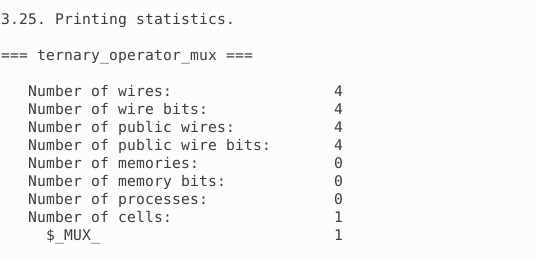 3.25. Printing statistics.
=== ternary_operator_mux ===
Number of wires: 4
Number of wire bits: 4
Number of public wires: 4
Number of public wire bits: 4
Number of memories: 0
Number of memory bits: 0
Number of processes: 0
Number of cells: 1
$_MUX_ 1